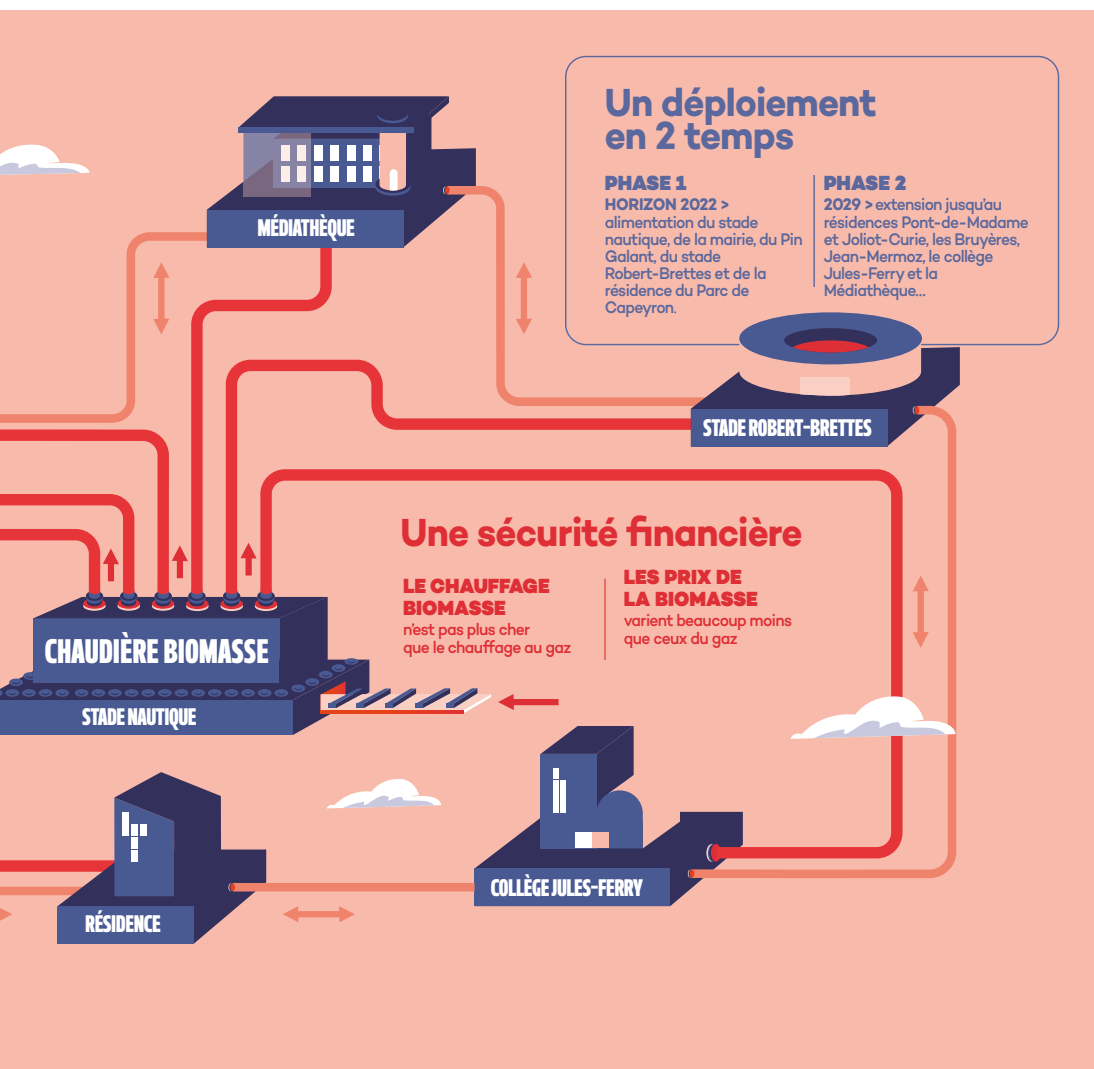 Un déploiement
en 2 temps
PHASE 1
HORIZON 2022 >
alimentation du stade
nautique, de la mairie, du Pin
Galant, du stade
Robert-Brettes et de la
résidence du Parc de
Capeyron.
PHASE 2
2029 > extension jusqu'au
résidences Pont-de-Madame
et Joliot-Curie, les Bruyères,
Jean-Mermoz, le collège
Jules-Ferry et la
Médiathèque...
MÉDIATHÈQUE
STADE ROBERT-BRETTES
Une sécurité financière
LE CHAUFFAGE
BIOMASSE
n'est pas plus cher
que le chauffage au gaz
LES PRIX DE
LA BIOMASSE
varient beaucoup moins
que ceux du gaz
CHAUDIÈRE BIOMASSE
STADE NAUTIQUE
COLLÈGE JULES-FERRY
RÉSIDENCE